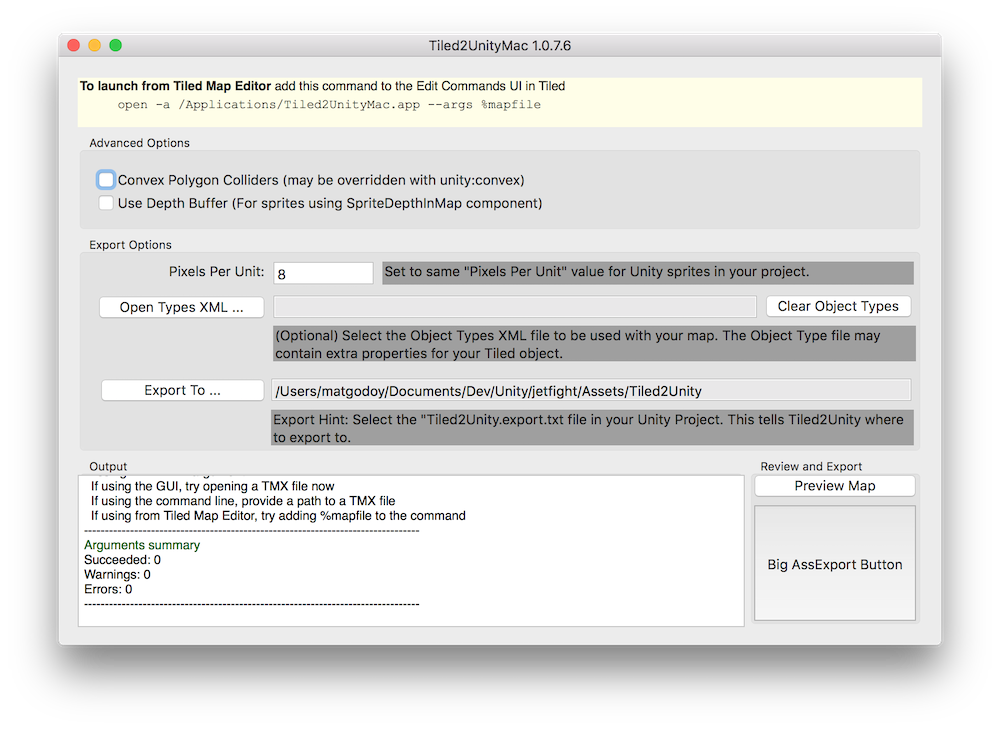 Tiled2UnityMac 1.0.7.6
To launch from Tiled Map Editor add this command to the Edit Commands UI in Tiled
open -a /Applications/Tiled2UnityMac.app --args %mapfile
Advanced Options
Convex Polygon Colliders (may be overridden with unity:convex)
Use Depth Buffer (For sprites using SpriteDepthInMap component)
Export Options
Pixels Per Unit: 8 Set to same "Pixels Per Unit" value for Unity sprites in your project.
Open Types XML ... Clear Object Types
(Optional) Select the Object Types XML file to be used with your map. The Object Type file may
contain extra properties for your Tiled object.
Export To ... /Users/matgodoy/Documents/Dev/Unity/jetfight/Assets/Tiled2Unity
Export Hint: Select the "Tiled2Unity.export.txt file in your Unity Project. This tells Tiled2Unity where
to export to.
Output
If using the GUI, try opening a TMX file now
If using the command line, provide a path to a TMX file
If using from Tiled Map Editor, try adding %mapfile to the command
--------------------------------------------------------------------------------
Arguments summary
Succeeded: 0
Warnings: 0
Errors: 0
--------------------------------------------------------------------------------
Review and Export
Preview Map
Big AssExport Button